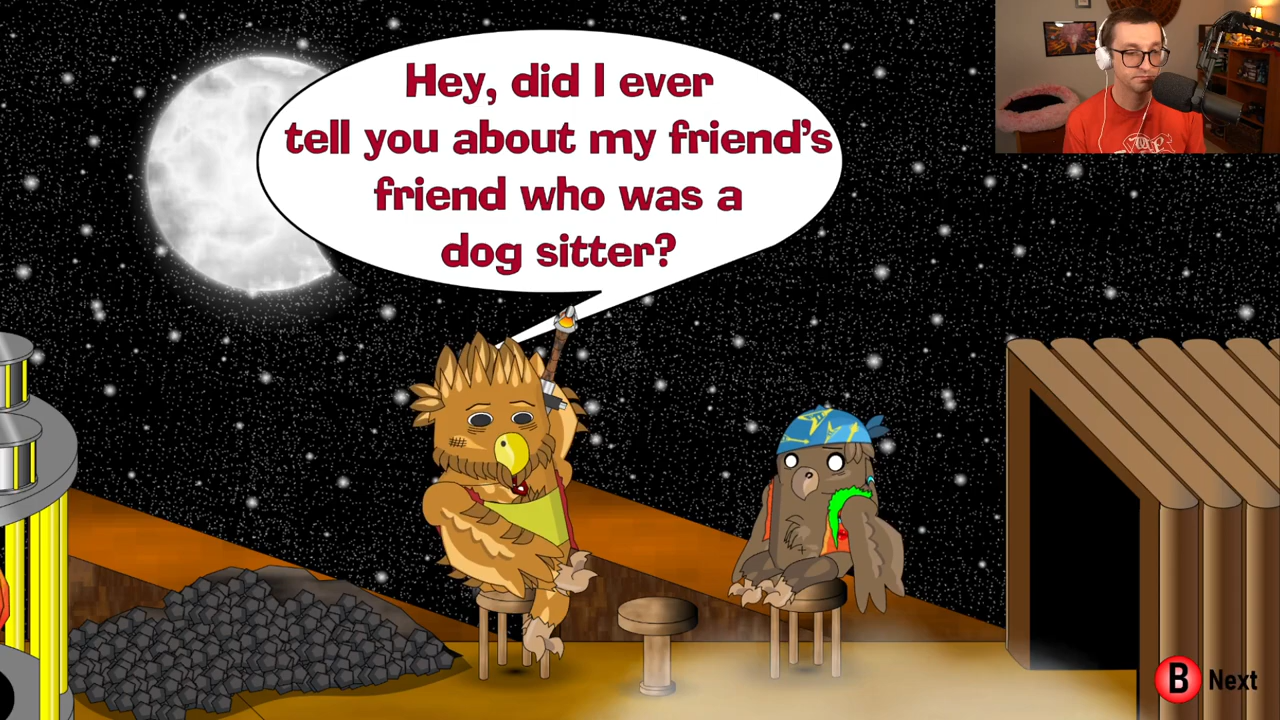 Hey, did I ever
tell you about my friend's
friend who was a
dog sitter?
B Next